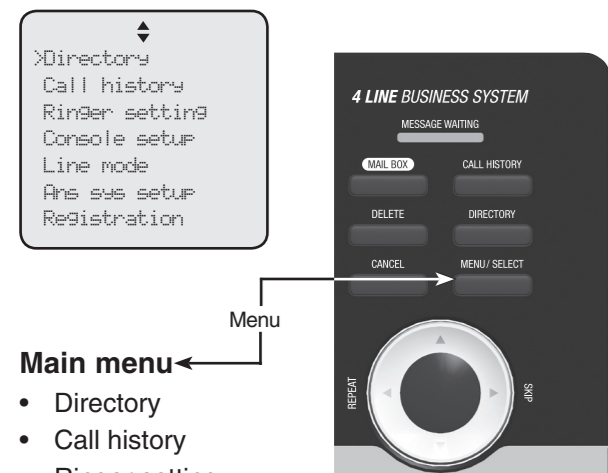 >Directory
Call history
Ringer setting
Console setup
Line mode
Ans sys setup
Registration
4 LINE BUSINESS SYSTEM
MESSAGE WAITING
MAIL BOX CALL HISTORY
DELETE DIRECTORY
CANCEL MENU/ SELECT
Menu
REPEAT
SKIP
Main menu
• Directory
• Call history